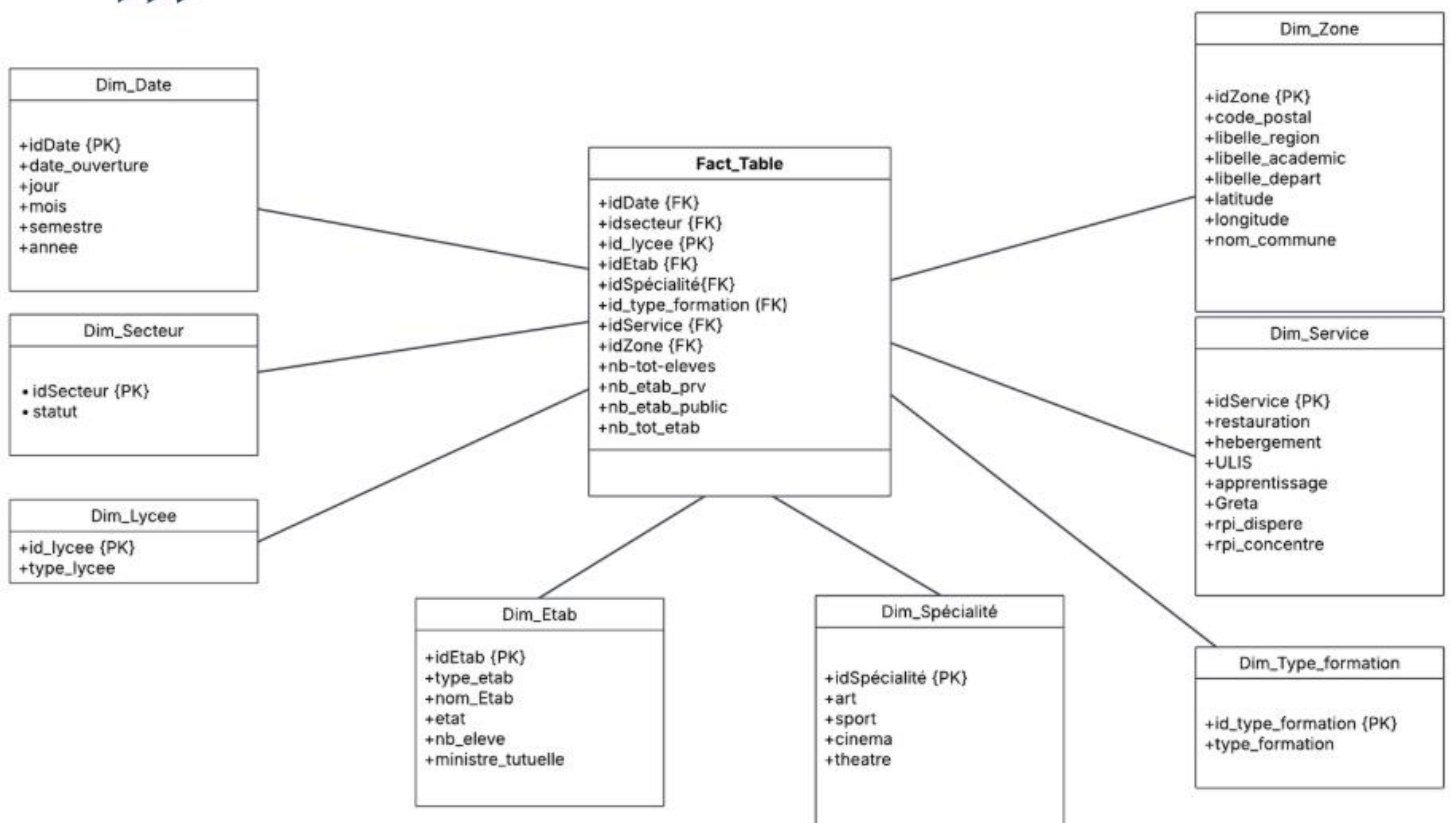 Dim_Date
+idDate {PK}
+date_ouverture
+jour
+mois
+semestre
+annee
Dim_Secteur
• idSecteur {PK}
• statut
Dim_Lycee
+id_lycee {PK}
+type_lycee
Fact_Table
+idDate {FK}
+idsecteur {FK}
+id_lycee {PK}
+idEtab {FK}
+idSpécialité{FK}
+id_type_formation (FK)
+idService {FK}
+idZone {FK}
+nb-tot-eleves
+nb_etab_prv
+nb_etab_public
+nb_tot_etab
Dim_Etab
+idEtab {PK}
+type_etab
+nom_Etab
+etat
+nb_eleve
+ministre_tutuelle
Dim_Spécialité
+idSpécialité {PK}
+art
+sport
+cinema
+theatre
Dim_Zone
+idZone {PK}
+code_postal
+libelle_region
+libelle_academic
+libelle_depart
+latitude
+longitude
+nom_commune
Dim_Service
+idService {PK}
+restauration
+hebergement
+ULIS
+apprentissage
+Greta
+rpi_dispere
+rpi_concentre
Dim_Type_formation
+id_type_formation {PK}
+type_formation